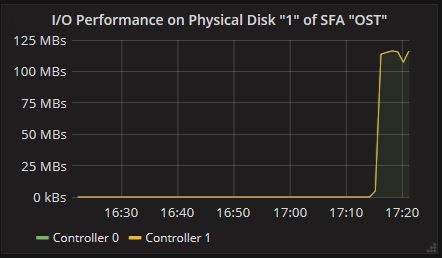 I/O Performance on Physical Disk "1" of SFA "OST"
125 MBs
100 MBs
75 MBs
50 MBs
25 MBs
0 kBs
16:30 16:40 16:50 17:00 17:10 17:20
Controller 0 Controller 1